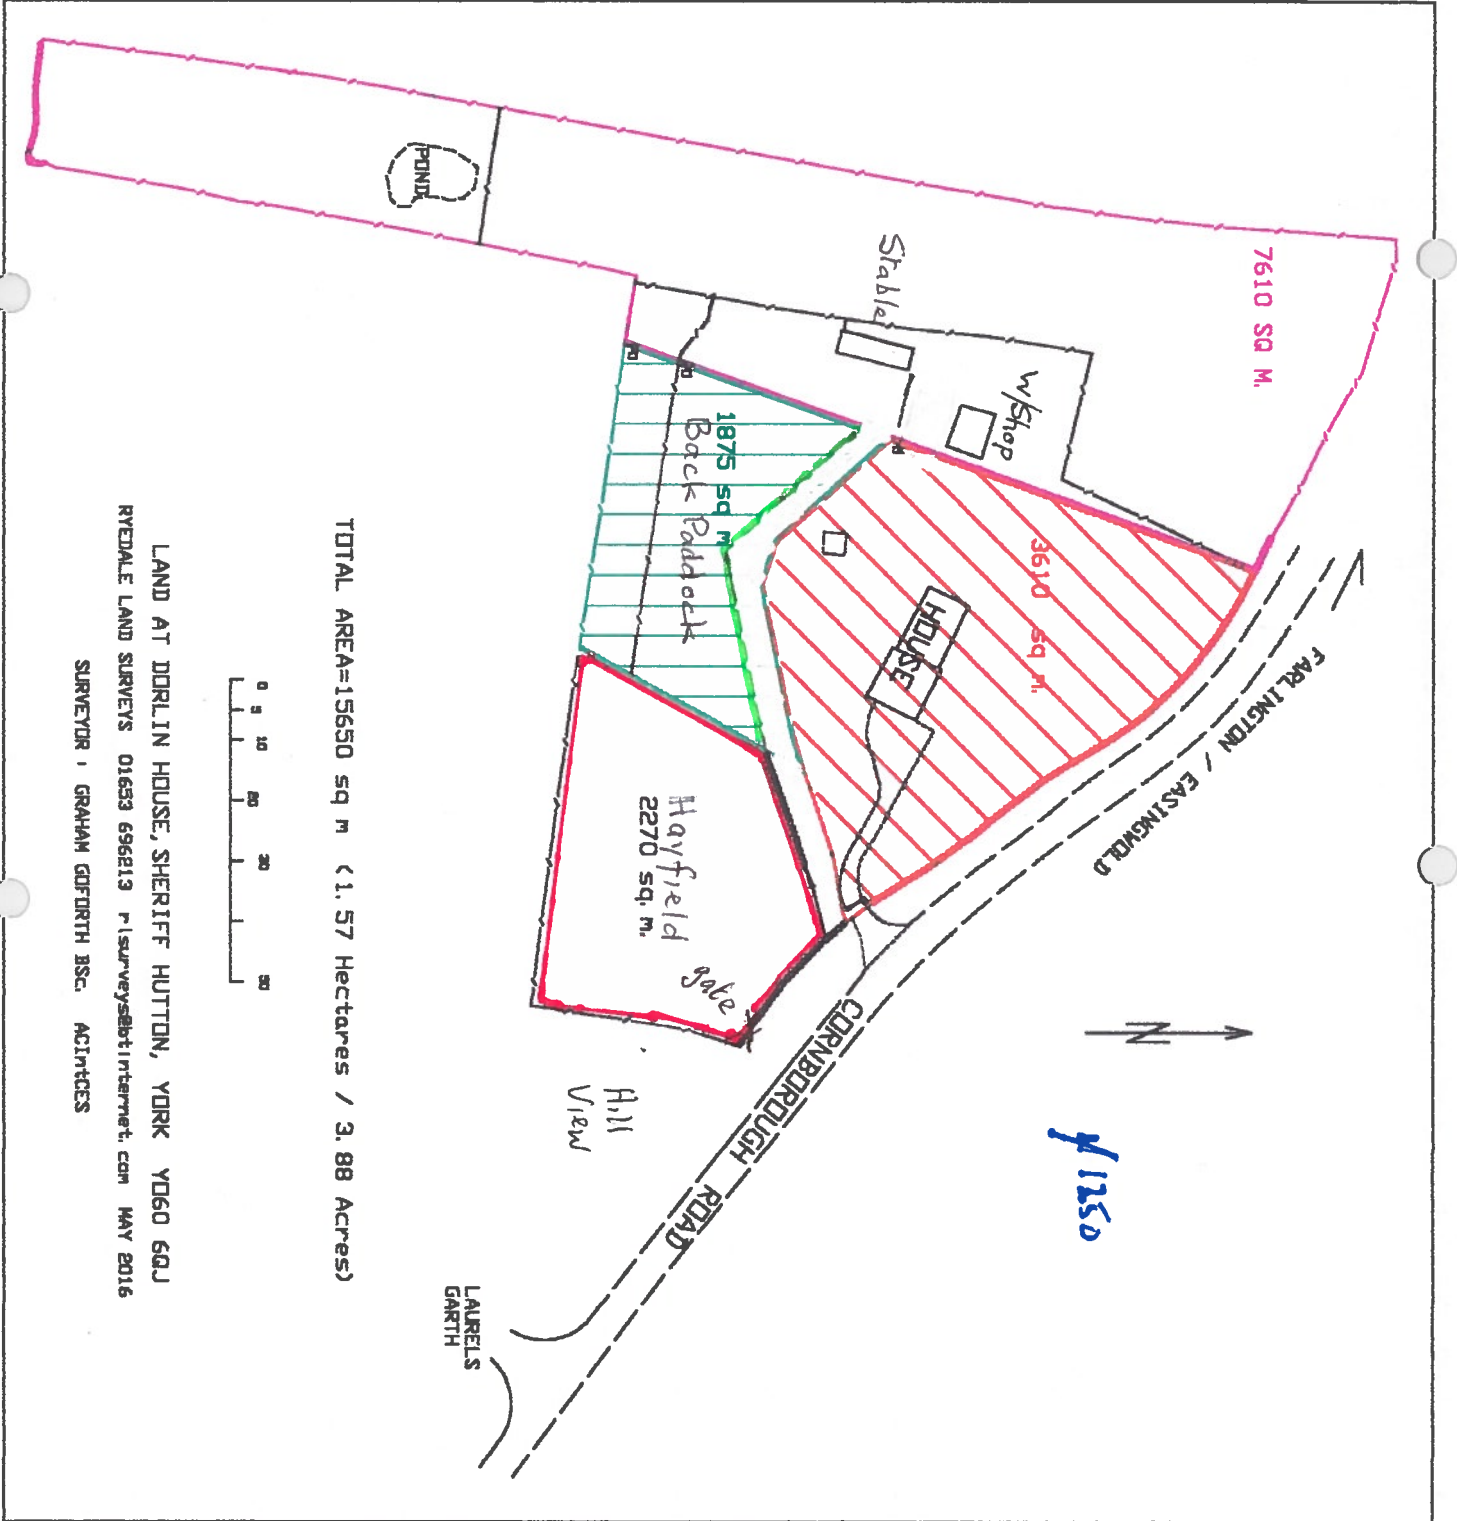 7610 SQ M.
Stable
W/Shop
POND
3610 sq m.
HOUSE
1875 sq m
Back Paddock
Hayfield
2270 sq. m.
gate
Hill
View
FARLINGTON / EASINGWOLD
CORNBOROUGH ROAD
LAURELS
GARTH
N
1250
TOTAL AREA=15650 sq m (1.57 Hectares / 3.88 Acres)
0 5 10 20 30 50
LAND AT DORLIN HOUSE, SHERIFF HUTTON, YORK YO60 6QJ
RYEDALE LAND SURVEYS 01653 696213 rlsurveys@btinternet.com MAY 2016
SURVEYOR : GRAHAM GOFORTH BSc. ACInstCES